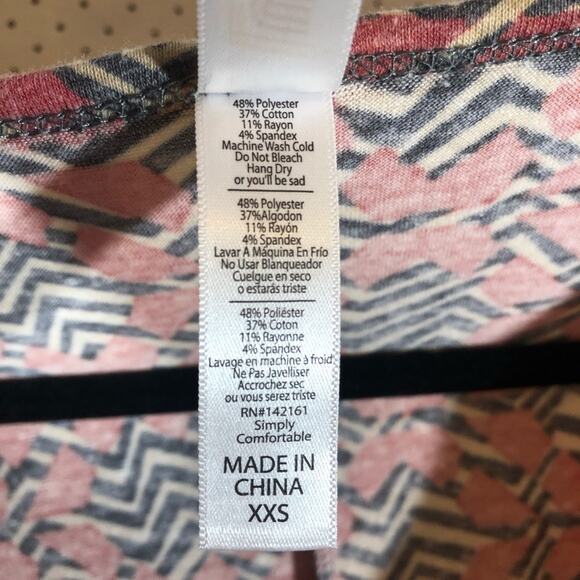 48% Polyester
37% Cotton
11% Rayon
4% Spandex
Machine Wash Cold
Do Not Bleach
Hang Dry
or you'll be sad
48% Polyester
37%Algodon
11% Rayón
4% Spandex
Lavar A Máquina En Frío
No Usar Blanqueador
Cuelgue en seco
o estarás triste
48% Poliéster
37% Coton
11% Rayonne
4% Spandex
Lavage en machine à froid
Ne Pas Javelliser
Accrochez sec
ou vous serez triste
RN#142161
Simply
Comfortable
MADE IN
CHINA
XXS